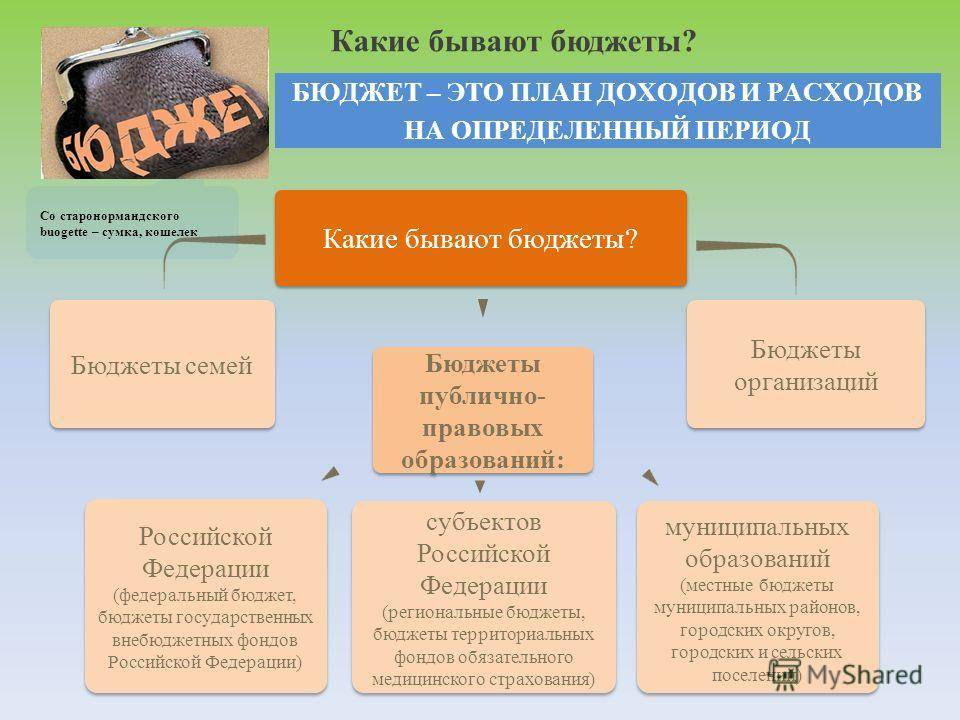 Какие бывают бюджеты?
БЮДЖЕТ
БЮДЖЕТ – ЭТО ПЛАН ДОХОДОВ И РАСХОДОВ
НА ОПРЕДЕЛЕННЫЙ ПЕРИОД
Со старонормандского
buogette – сумка, кошелек
Какие бывают бюджеты?
Бюджеты семей
Бюджеты
публично-
правовых
образований:
Бюджеты
организаций
Российской
Федерации
(федеральный бюджет,
бюджеты государственных
внебюджетных фондов
Российской Федерации)
субъектов
Российской
Федерации
(региональные бюджеты,
бюджеты территориальных
фондов обязательного
медицинского страхования)
муниципальных
образований
(местные бюджеты
муниципальных районов,
городских округов,
городских и сельских
поселений)
MyShared